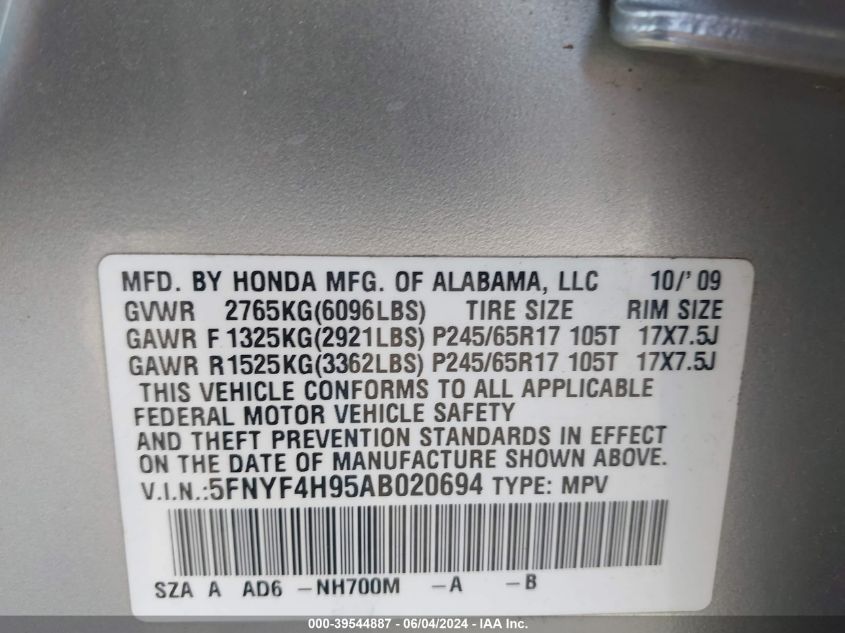 MFD. BY HONDA MFG. OF ALABAMA, LLC 10/'09
GVWR 2765KG(6096LBS) TIRE SIZE RIM SIZE
GAWR F 1325KG(2921LBS) P245/65R17 105T 17X7.5J
GAWR R1525KG(3362LBS) P245/65R17 105T 17X7.5J
THIS VEHICLE CONFORMS TO ALL APPLICABLE
FEDERAL MOTOR VEHICLE SAFETY
AND THEFT PREVENTION STANDARDS IN EFFECT
ON THE DATE OF MANUFACTURE SHOWN ABOVE.
V.I.N.:5FNYF4H95AB020694 TYPE: MPV
SZA A AD6 -NH700M -A -B
000-39544887 - 06/04/2024 - IAA Inc.